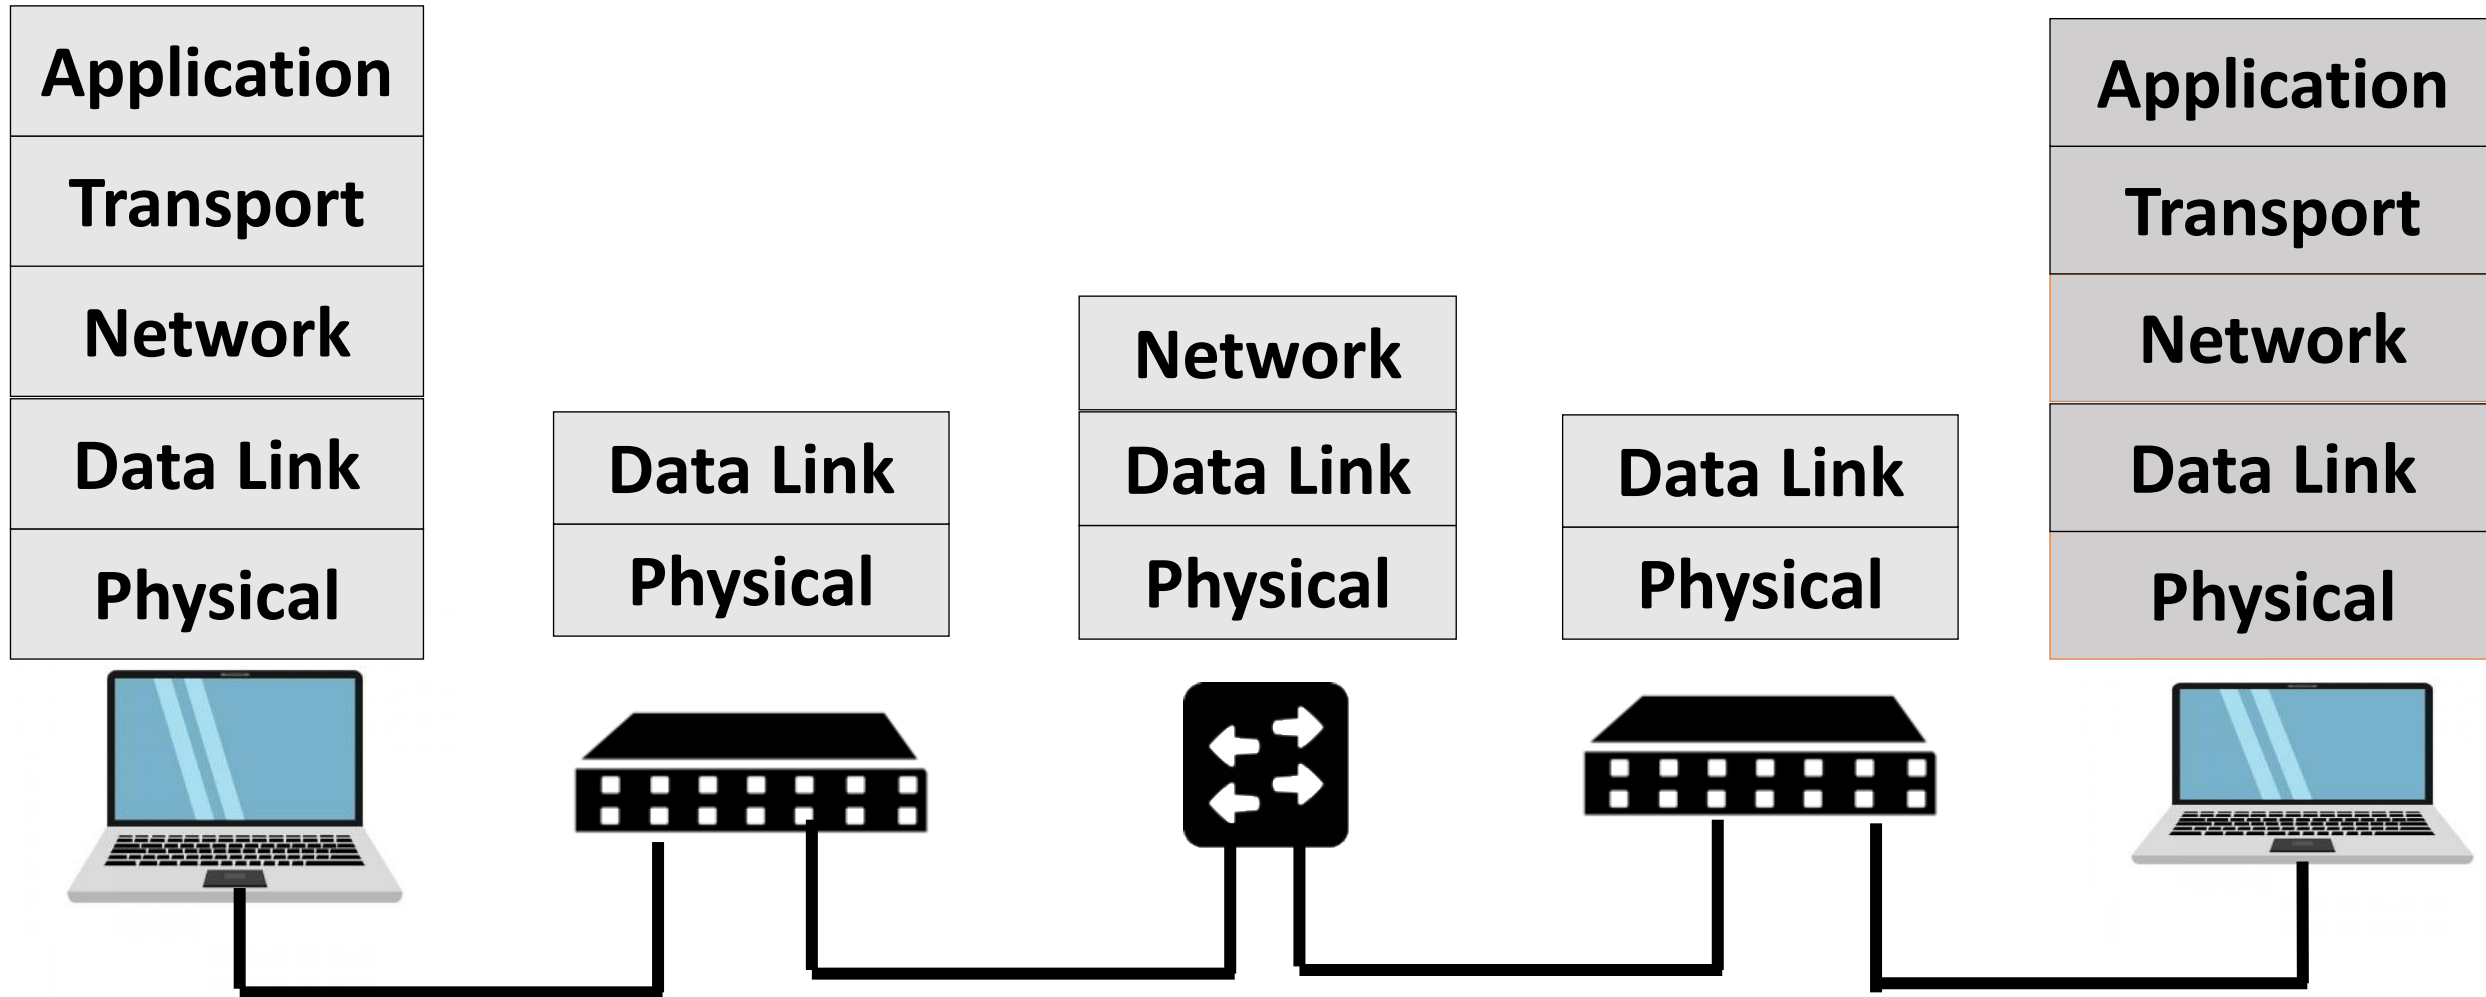 Application
Transport
Network
Data Link
Physical
Data Link
Physical
Network
Data Link
Physical
Data Link
Physical
Application
Transport
Network
Data Link
Physical